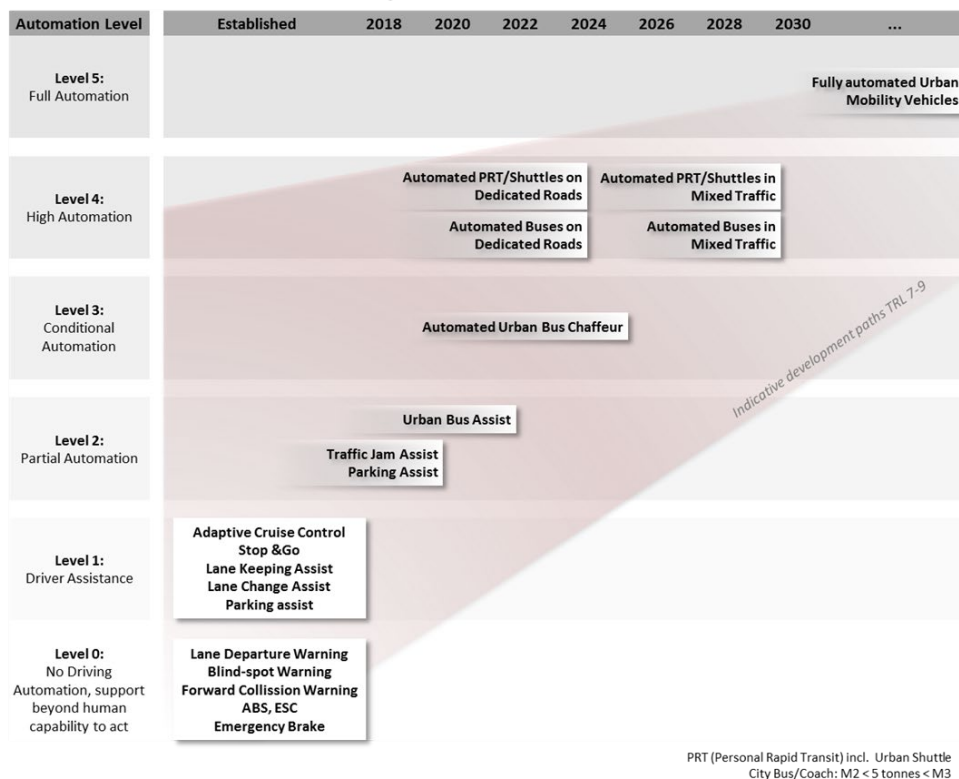 Automation Level Established 2018 2020 2022 2024 2026 2028 2030 ...
Level 5:
Full Automation
Fully automated Urban
Mobility Vehicles
Level 4:
High Automation
Automated PRT/Shuttles on
Dedicated Roads
Automated PRT/Shuttles in
Mixed Traffic
Automated Buses on
Dedicated Roads
Automated Buses in
Mixed Traffic
Level 3:
Conditional
Automation
Automated Urban Bus Chaffeur
Indicative development paths TRL 7-9
Level 2:
Partial Automation
Urban Bus Assist
Traffic Jam Assist
Parking Assist
Level 1:
Driver Assistance
Adaptive Cruise Control
Stop &Go
Lane Keeping Assist
Lane Change Assist
Parking assist
Level 0:
No Driving
Automation, support
beyond human
capability to act
Lane Departure Warning
Blind-spot Warning
Forward Collission Warning
ABS, ESC
Emergency Brake
PRT (Personal Rapid Transit) incl. Urban Shuttle
City Bus/Coach: M2 < 5 tonnes < M3